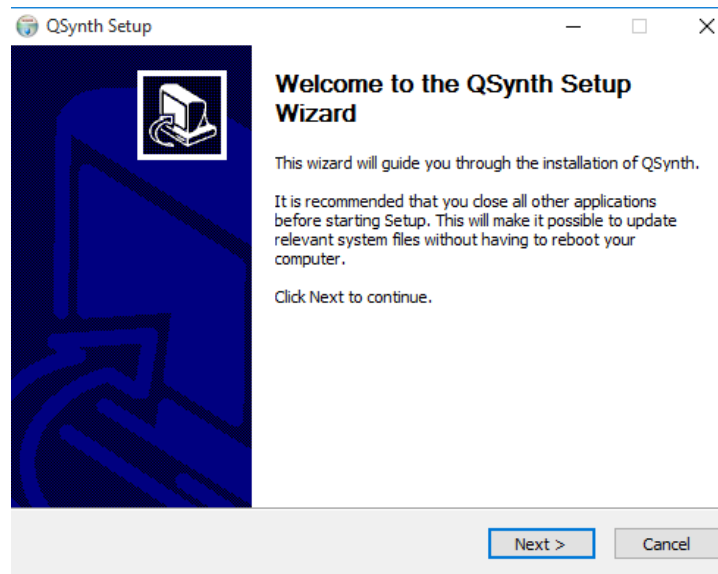 QSynth Setup
Welcome to the QSynth Setup
Wizard
This wizard will guide you through the installation of QSynth.
It is recommended that you close all other applications
before starting Setup. This will make it possible to update
relevant system files without having to reboot your
computer.
Click Next to continue.
Next >
Cancel